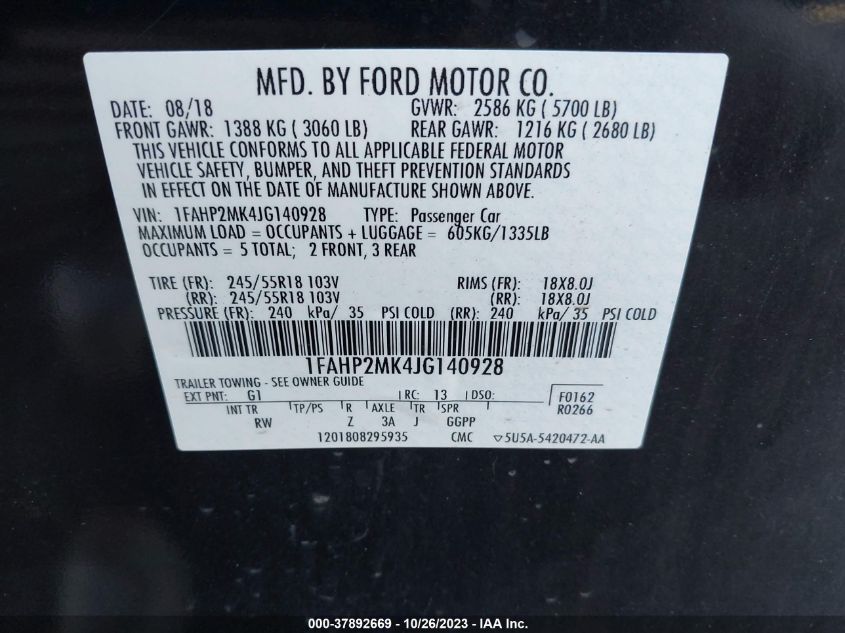 MFD. BY FORD MOTOR CO.
DATE: 08/18 GVWR: 2586 KG ( 5700 LB)
FRONT GAWR: 1388 KG ( 3060 LB) REAR GAWR: 1216 KG ( 2680 LB)
THIS VEHICLE CONFORMS TO ALL APPLICABLE FEDERAL MOTOR
VEHICLE SAFETY, BUMPER, AND THEFT PREVENTION STANDARDS
IN EFFECT ON THE DATE OF MANUFACTURE SHOWN ABOVE.
VIN: 1FAHP2MK4JG140928 TYPE: Passenger Car
MAXIMUM LOAD = OCCUPANTS + LUGGAGE = 605KG/1335LB
OCCUPANTS = 5 TOTAL; 2 FRONT, 3 REAR
TIRE (FR): 245/55R18 103V RIMS (FR): 18X8.0J
(RR): 245/55R18 103V (RR): 18X8.0J
PRESSURE (FR): 240 kPa/ 35 PSI COLD (RR): 240 kPa/ 35 PSI COLD
1FAHP2MK4JG140928
TRAILER TOWING - SEE OWNER GUIDE
EXT PNT: G1 RC: 13 DSO: F0162
INT TR TP/PS R AXLE TR SPR R0266
RW Z 3A J GGPP
1201808295935 CMC ▽5U5A-5420472-AA
000-37892669 - 10/26/2023 - IAA Inc.